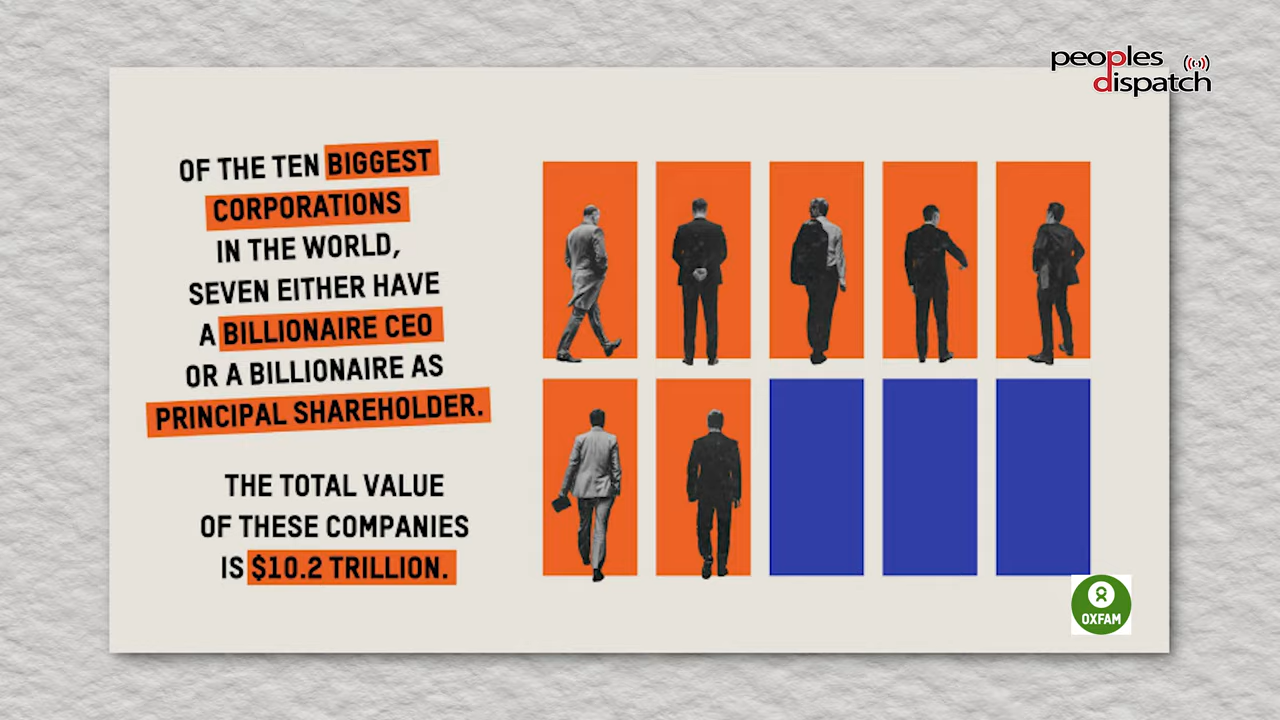 peoples
dispatch
OF THE TEN BIGGEST
CORPORATIONS
IN THE WORLD,
SEVEN EITHER HAVE
A BILLIONAIRE CEO
OR A BILLIONAIRE AS
PRINCIPAL SHAREHOLDER.
THE TOTAL VALUE
OF THESE COMPANIES
IS $10.2 TRILLION.
OXFAM